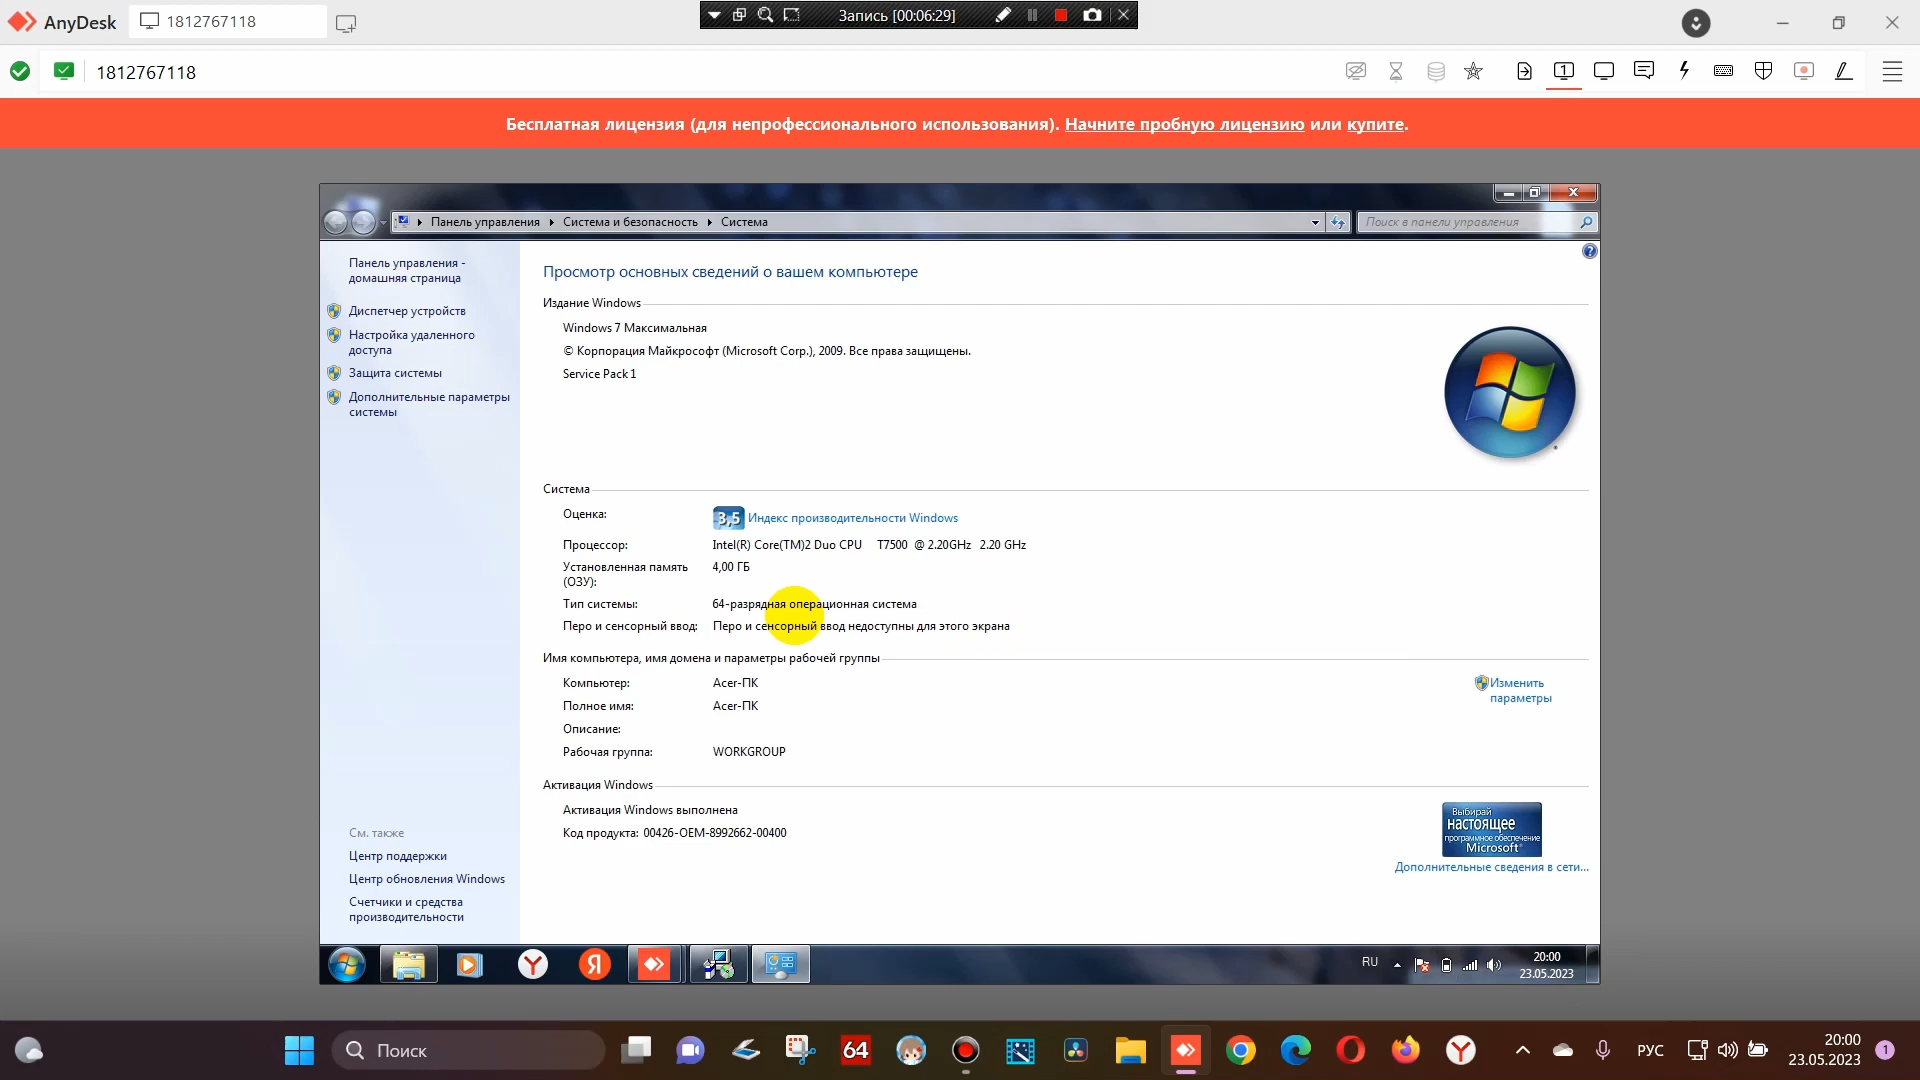 AnyDesk
1812767118
Запись [00:06:29]
1812767118
1
Бесплатная лицензия (для непрофессионального использования). Начните пробную лицензию или купите.
Панель управления
Система и безопасность
Система
Поиск в панели управления
Панель управления -
домашняя страница
Диспетчер устройств
Настройка удаленного
доступа
Защита системы
Дополнительные параметры
системы
См. также
Центр поддержки
Центр обновления Windows
Счетчики и средства
производительности
Просмотр основных сведений о вашем компьютере
Издание Windows
Windows 7 Максимальная
© Корпорация Майкрософт (Microsoft Corp.), 2009. Все права защищены.
Service Pack 1
Система
Оценка:
3,5 Индекс производительности Windows
Процессор:
Intel(R) Core(TM)2 Duo CPU T7500 @ 2.20GHz 2.20 GHz
Установленная память
(ОЗУ):
4,00 ГБ
Тип системы:
64-разрядная операционная система
Перо и сенсорный ввод:
Перо и сенсорный ввод недоступны для этого экрана
Имя компьютера, имя домена и параметры рабочей группы
Компьютер:
Acer-ПК
Изменить
параметры
Полное имя:
Acer-ПК
Описание:
Рабочая группа:
WORKGROUP
Активация Windows
Активация Windows выполнена
Код продукта: 00426-OEM-8992662-00400
Выбирай
настоящее
программное обеспечение
Microsoft®
Дополнительные сведения в сети...
RU
20:00
23.05.2023
Поиск
64
РУС
20:00
23.05.2023
1